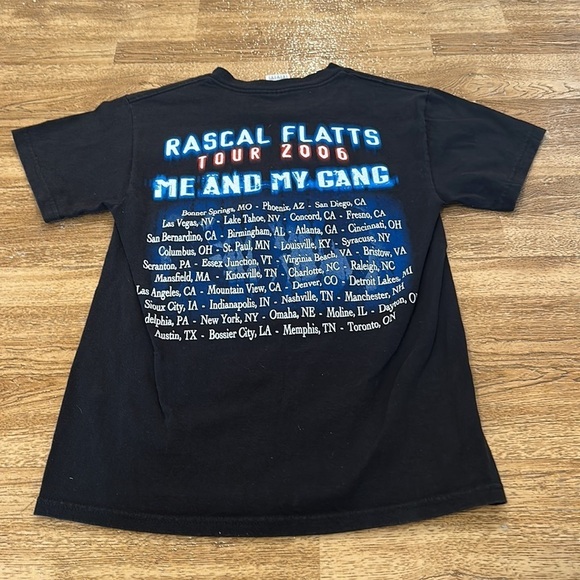 RASCAL FLATTS
TOUR 2006
ME AND MY GANG
Bonner Springs, MO - Phoenix, AZ - San Diego, CA
Las Vegas, NV - Lake Tahoe, NV - Concord, CA - Fresno, CA
San Bernardino, CA - Birmingham, AL - Atlanta, GA - Cincinnati, OH
Columbus, OH - St. Paul, MN - Louisville, KY - Syracuse, NY
Scranton, PA - Essex Junction, VT - Virginia Beach, VA - Bristow, VA
Mansfield, MA - Knoxville, TN - Charlotte, NC - Raleigh, NC
Los Angeles, CA - Mountain View, CA - Denver, CO - Detroit Lakes, MI
Sioux City, IA - Indianapolis, IN - Nashville, TN - Manchester, NH
delphia, PA - New York, NY - Omaha, NE - Moline, IL - Dayton, O
Austin, TX - Bossier City, LA - Memphis, TN - Toronto, ON